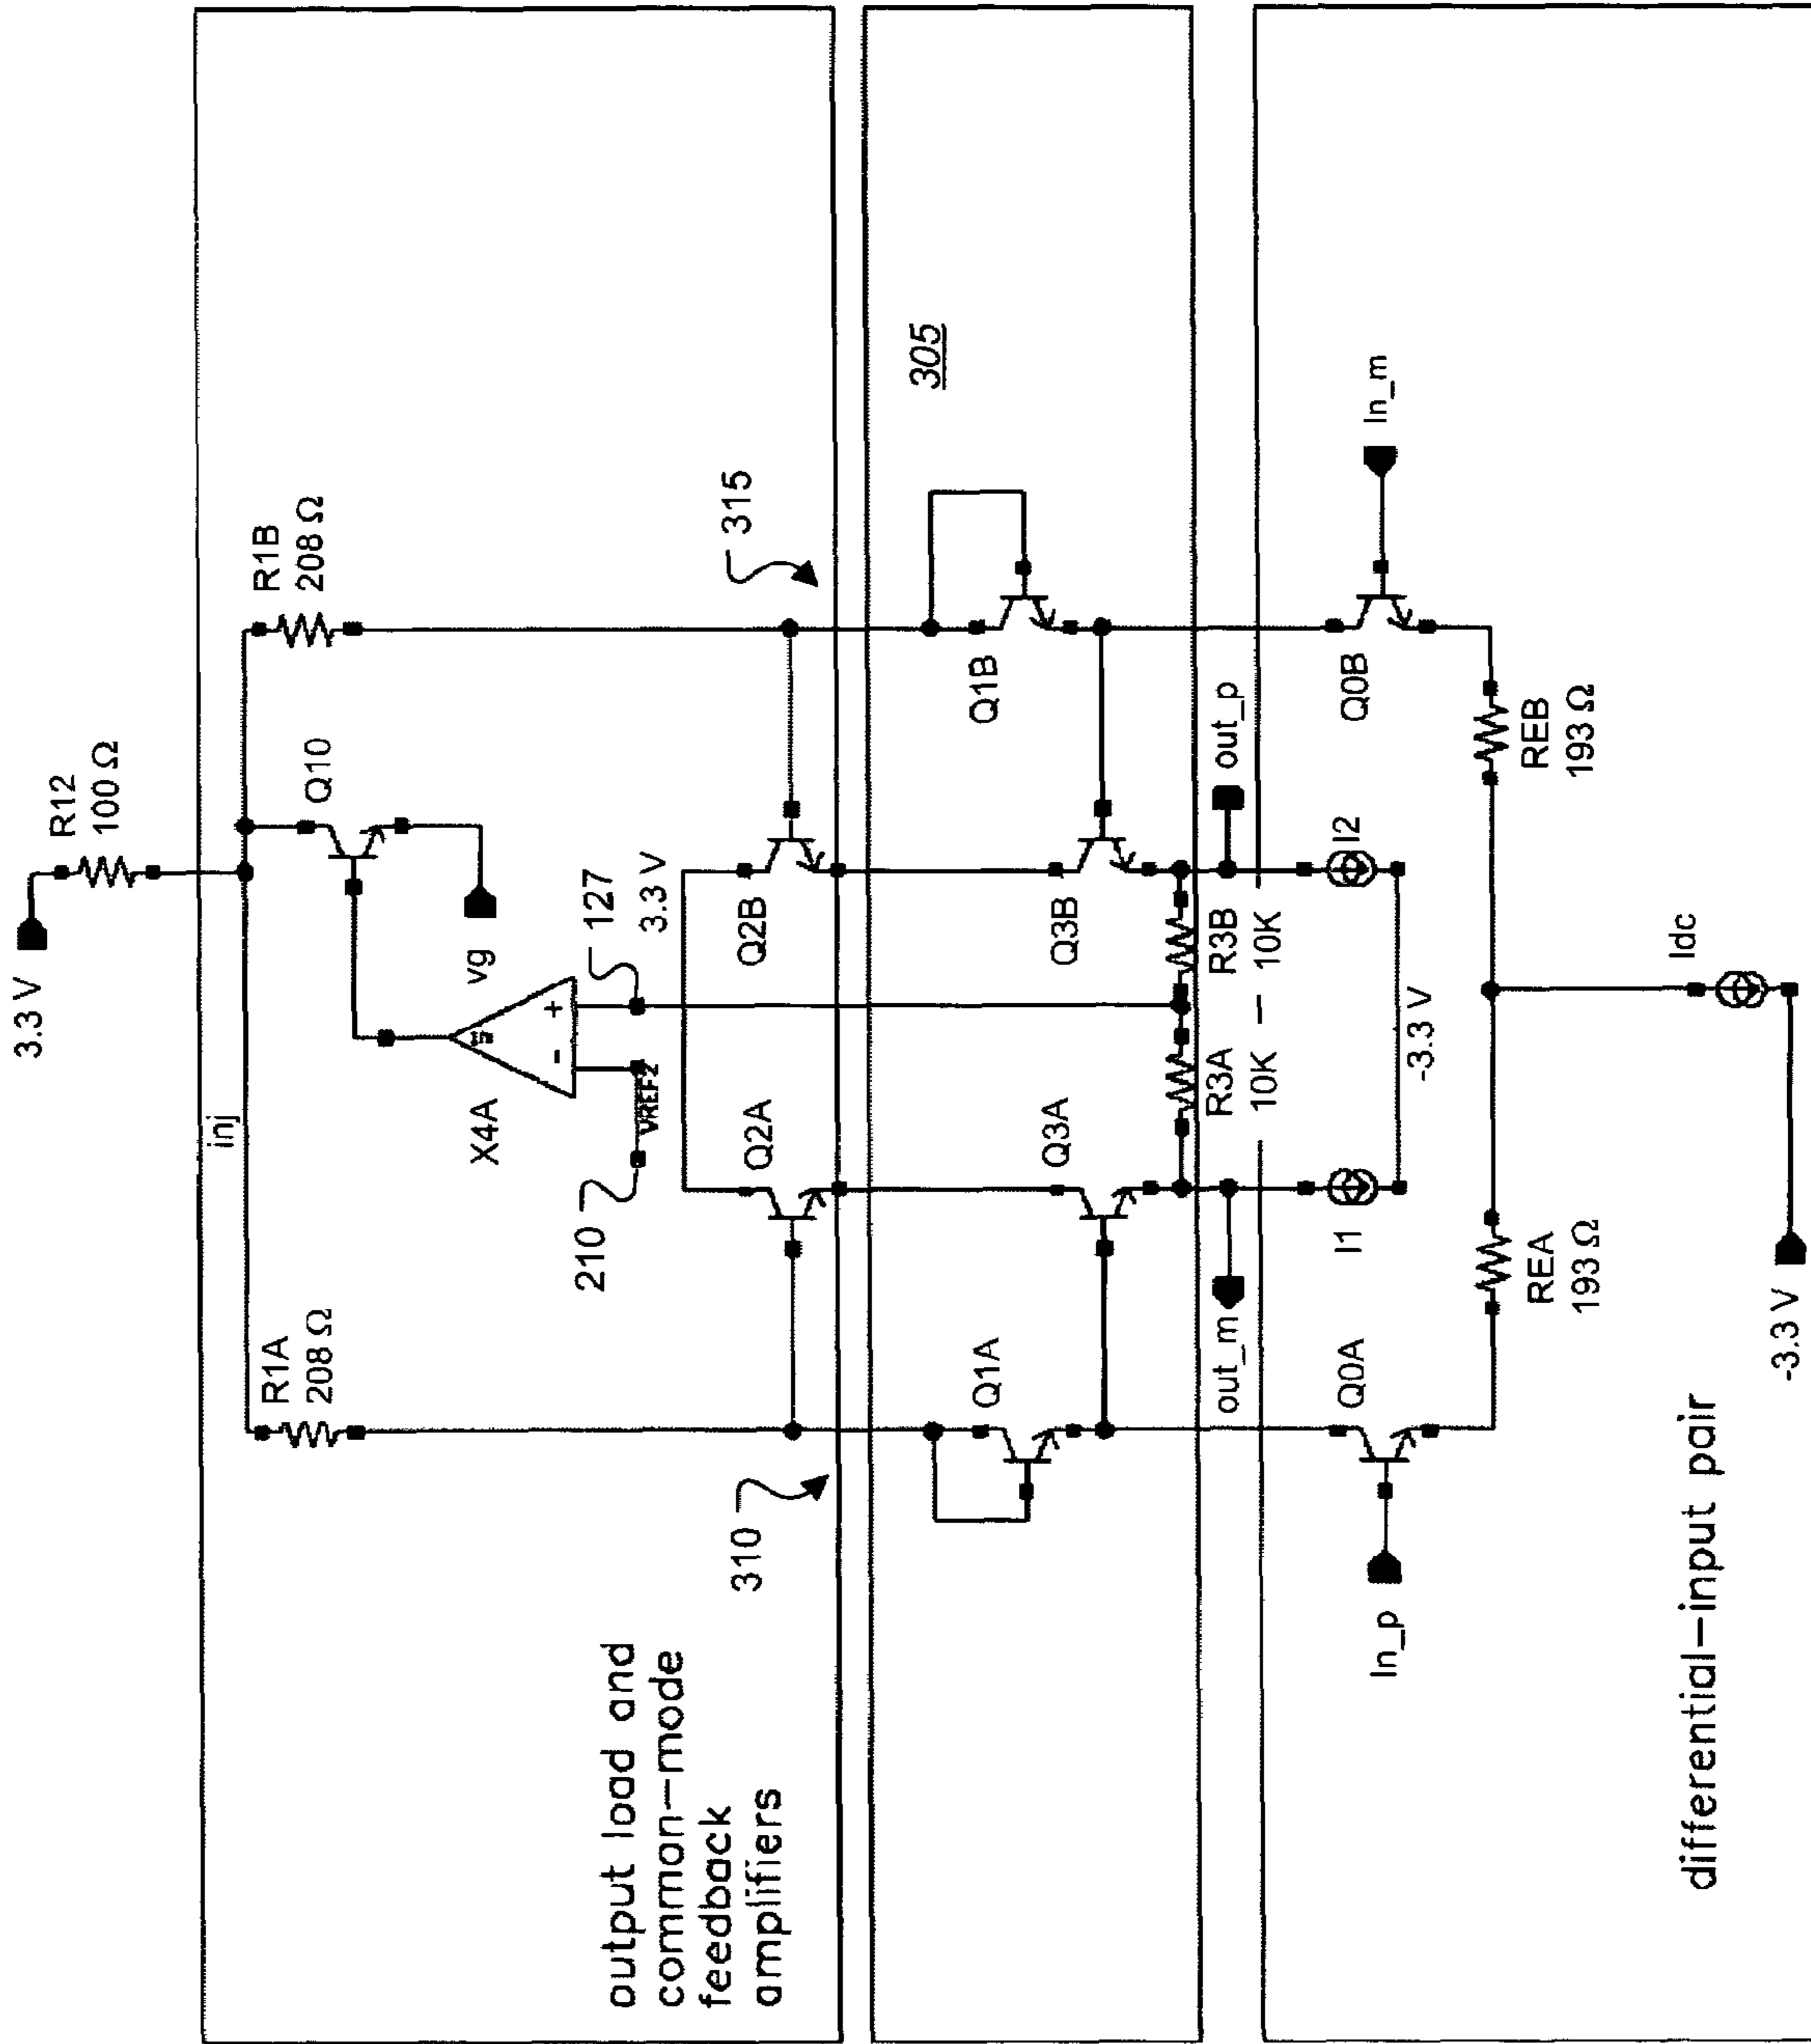 3.3 V
R12
100 Ω
inj
R1A
208 Ω
Q10
R1B
208 Ω
X4A
vg
-
+
VREF2
210
127
3.3 V
Q2A
Q2B
310
315
output load and
common-mode
feedback
amplifiers
305
Q1A
Q3A
Q3B
Q1B
R3A
10K
R3B
10K
out_m
out_p
In_p
Q0A
I1
-3.3 V
I2
Q0B
In_m
REA
193 Ω
REB
193 Ω
Idc
-3.3 V
differential-input pair